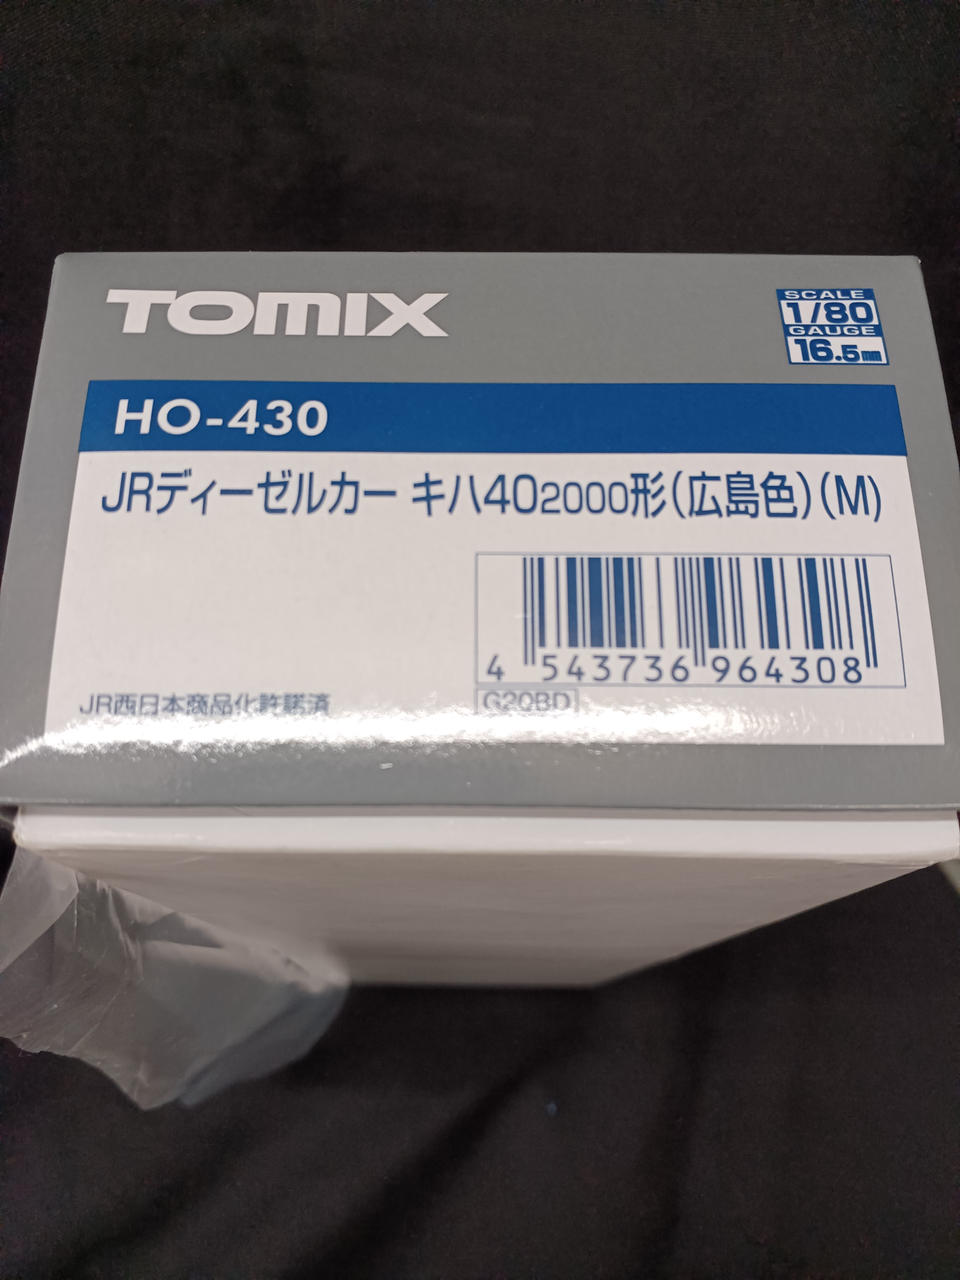 TOMIX
SCALE
1/80
GAUGE
16.5mm
HO-430
JRディーゼルカー キハ402000形(広島色)(M)
4 543736 964308
JR西日本商品化許諾済
G20BD